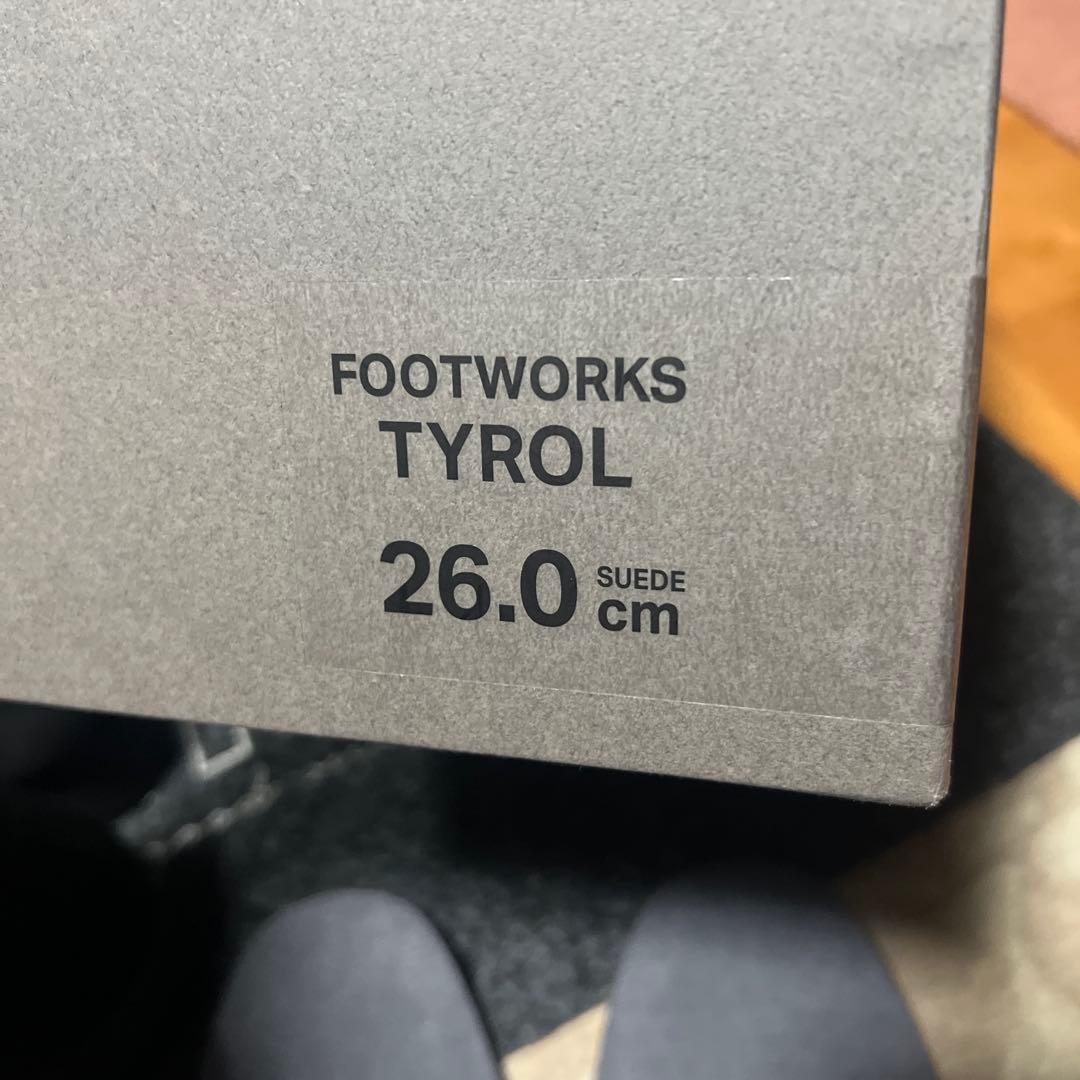 FOOTWORKS
TYROL
26.0 SUEDE
cm